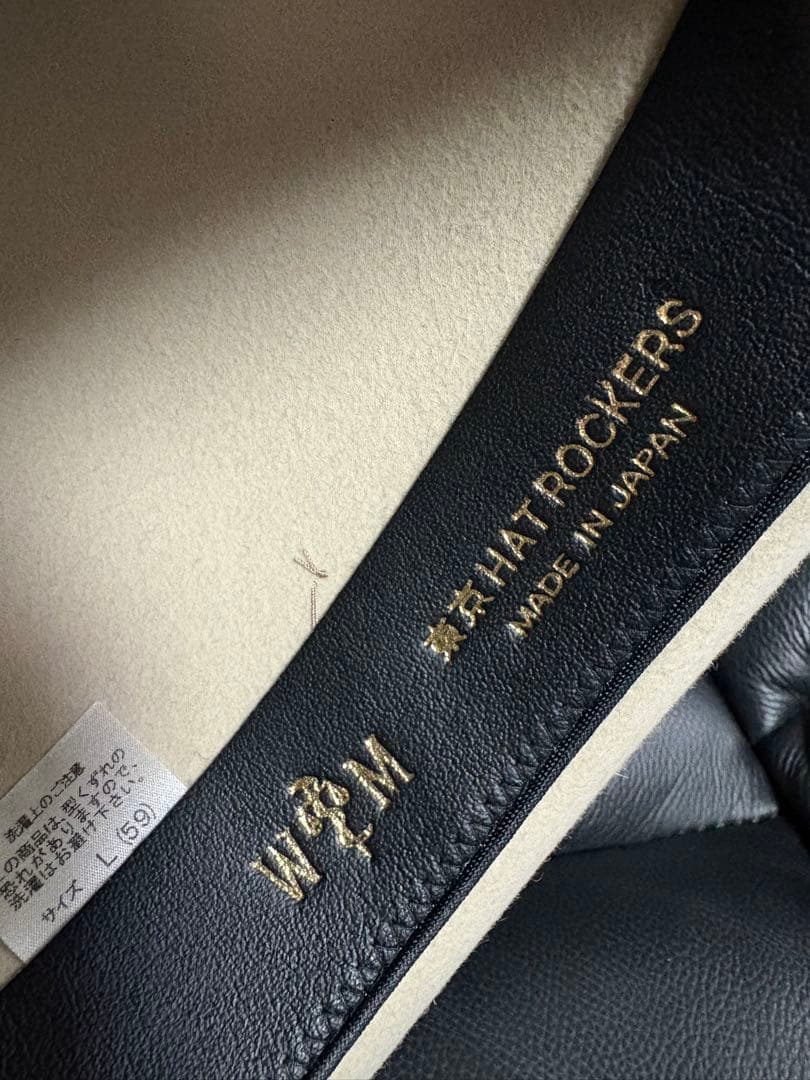 東京 HAT ROCKERS
MADE IN JAPAN
W M
洗濯上のご注意
の商品は、型くずれの
恐れがありますので、
洗濯はお避け下さい。
サイズ L (59)